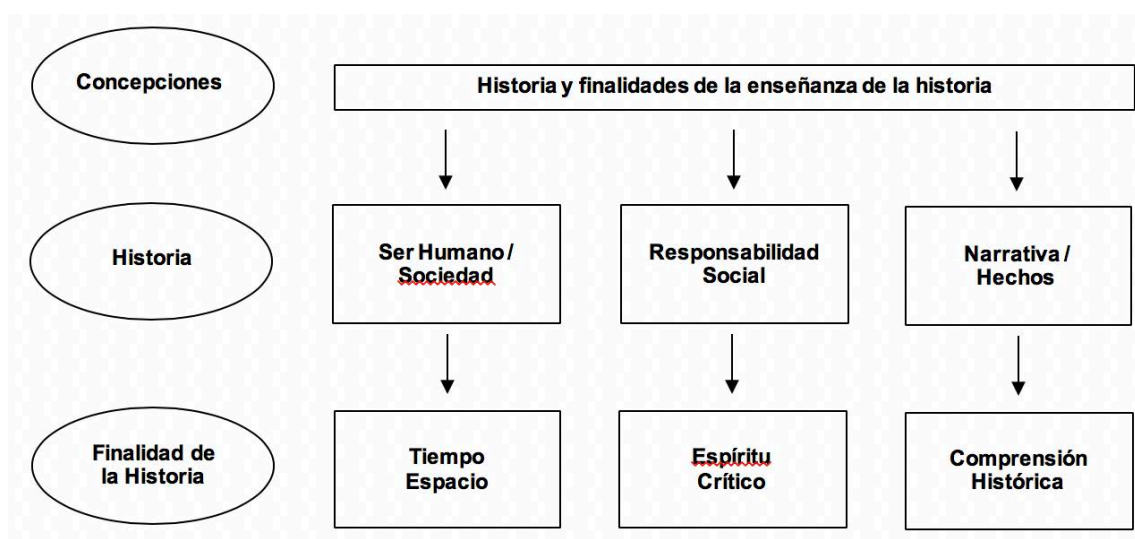 Concepciones
Historia y finalidades de la enseñanza de la historia
Historia
Ser Humano /
Sociedad
Responsabilidad
Social
Narrativa /
Hechos
Finalidad de
la Historia
Tiempo
Espacio
Espíritu
Crítico
Comprensión
Histórica